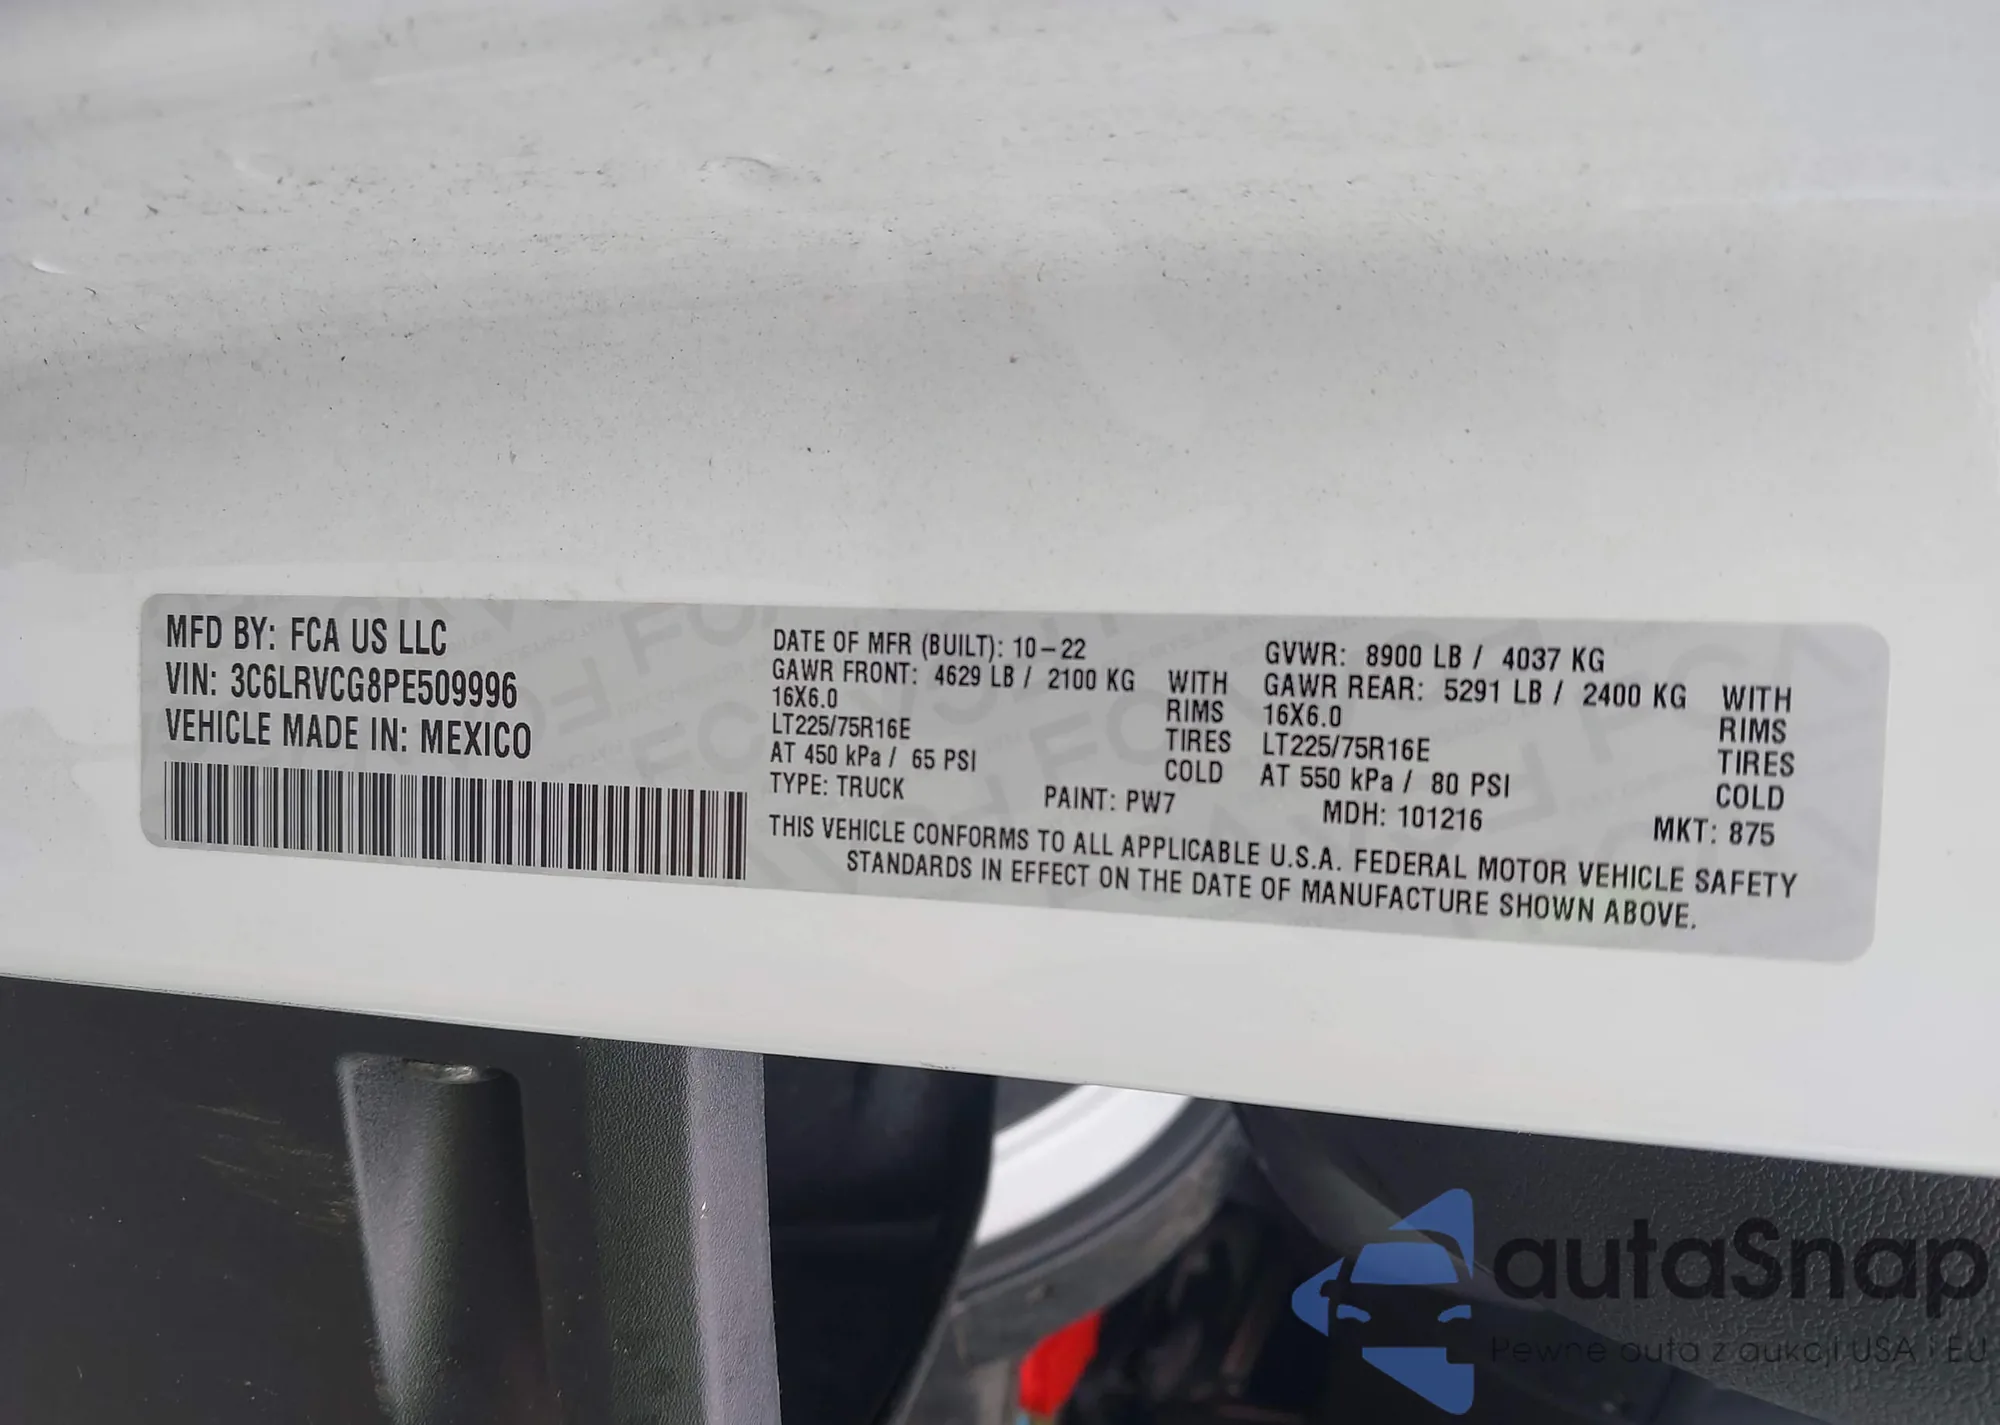 MFD BY: FCA US LLC
VIN: 3C6LRVCG8PE509996
VEHICLE MADE IN: MEXICO
DATE OF MFR (BUILT): 10-22
GAWR FRONT: 4629 LB / 2100 KG WITH
16X6.0 RIMS
LT225/75R16E TIRES
AT 450 kPa / 65 PSI COLD
TYPE: TRUCK
GVWR: 8900 LB / 4037 KG
GAWR REAR: 5291 LB / 2400 KG WITH
16X6.0 RIMS
LT225/75R16E TIRES
AT 550 kPa / 80 PSI COLD
PAINT: PW7 MDH: 101216 MKT: 875
THIS VEHICLE CONFORMS TO ALL APPLICABLE U.S.A. FEDERAL MOTOR VEHICLE SAFETY
STANDARDS IN EFFECT ON THE DATE OF MANUFACTURE SHOWN ABOVE.
autaSnap
Pewne auta z aukcji USA i EU